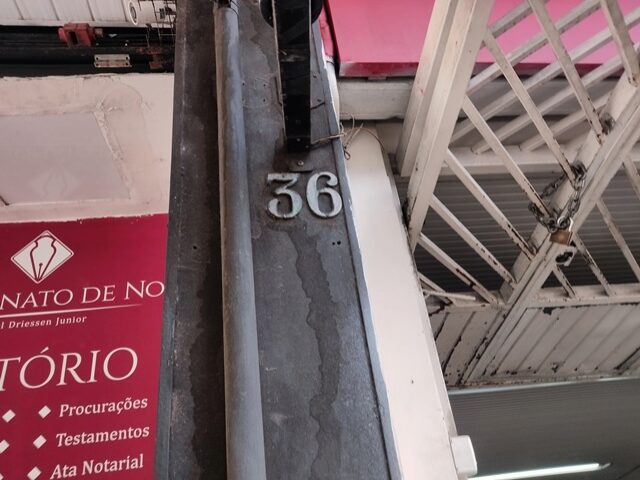 36
NATO DE NO
l Driessen Junior
TÓRIO
Procurações
Testamentos
Ata Notarial